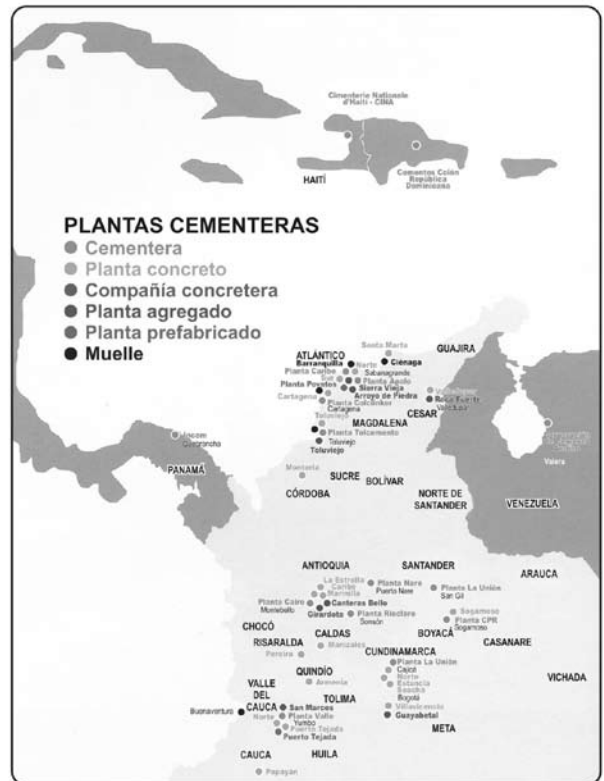 Cimenterie Nationale
d'Haïti - CINA
Cementos Colón
República
Dominicana
HAITÍ
PLANTAS CEMENTERAS
Cementera
Planta concreto
Compañía concretera
Planta agregado
Planta prefabricado
Muelle
Santa Marta
GUAJIRA
ATLÁNTICO
Barranquilla
Norte
Ciénaga
Planta Caribe
Sabanagrande
Sur
Planta Apolo
Planta Povotes
Sierra Vieja
Arroyo de Piedra
Cartagena
Planta Colclinker
Cartagena
Roca Fuerte
Valledupar
CESAR
Toluviejo
MAGDALENA
Planta Tolcemento
Toluviejo
Toluviejo
Valera
PANAMÁ
Montería
SUCRE
BOLÍVAR
CÓRDOBA
NORTE DE
SANTANDER
VENEZUELA
ANTIOQUIA
SANTANDER
ARAUCA
La Estrella
Caribe
Planta Nare
Puerto Nare
Planta La Unión
San Gil
Marinilla
Planta Cairo
Montebello
Canteras Bello
Girardota
Planta Rioclaro
Sonsón
Sogamoso
Planta CPR
Sogamoso
CHOCÓ
CALDAS
BOYACÁ
CASANARE
RISARALDA
Manizales
Pereira
CUNDINAMARCA
Planta La Unión
Cajicá
Norte
Estancia
Soacha
Bogotá
VICHADA
QUINDÍO
Armenia
VALLE
DEL
CAUCA
TOLIMA
Villavicencio
Guayabetal
META
Buenaventura
San Marcos
Planta Valle
Yumbo
Norte
Puerto Tejada
Puerto Tejada
CAUCA
HUILA
Popayán